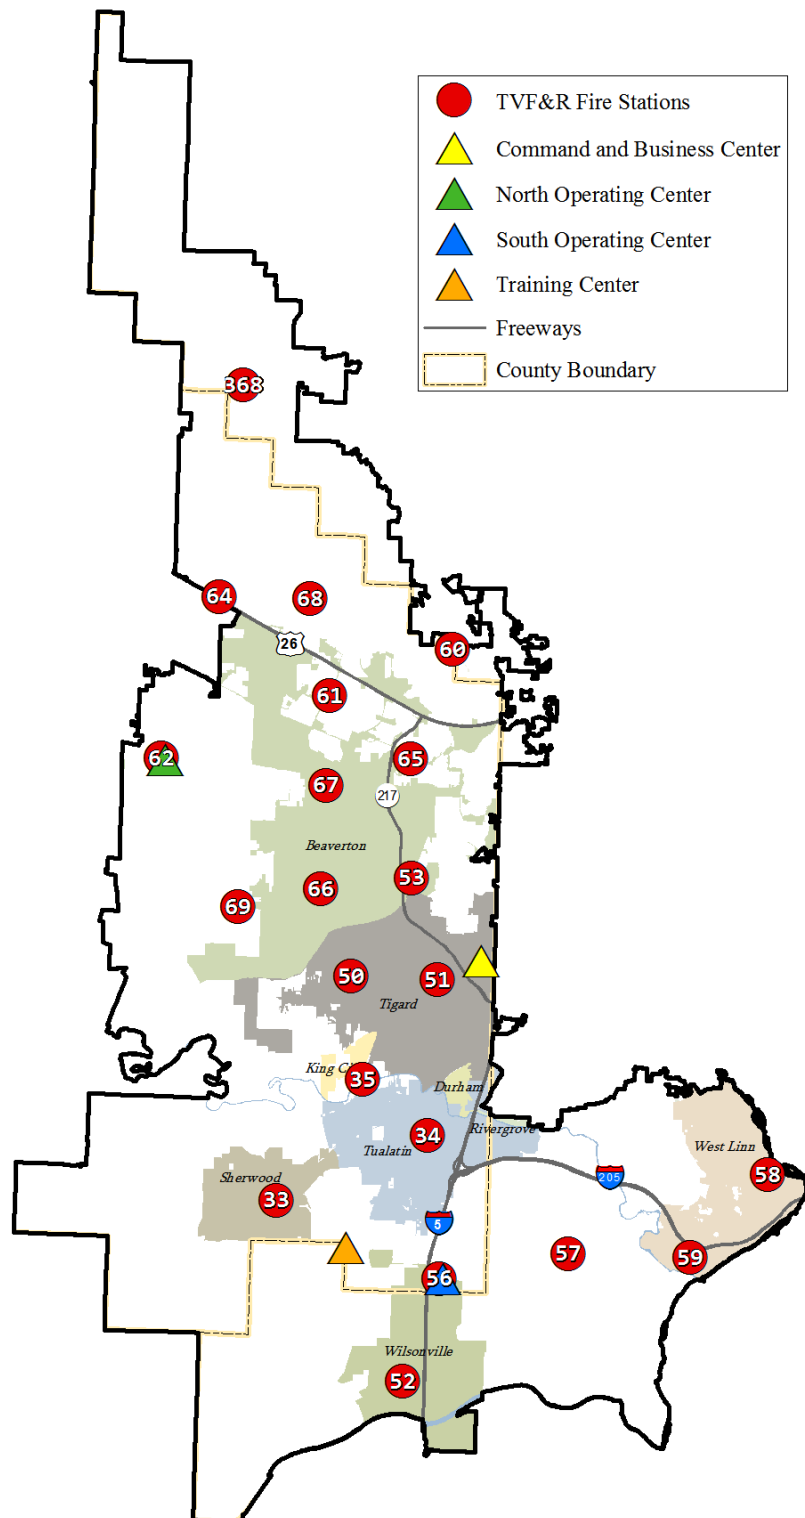 TVF&R Fire Stations
Command and Business Center
North Operating Center
South Operating Center
Training Center
Freeways
County Boundary
368
64
68
26
60
61
62
65
67
217
Beaverton
53
66
69
50
51
Tigard
King Ci
35
Durham
34
Rivergrove
Tualatin
West Linn
58
Sherwood
205
33
5
57
59
56
Wilsonville
52